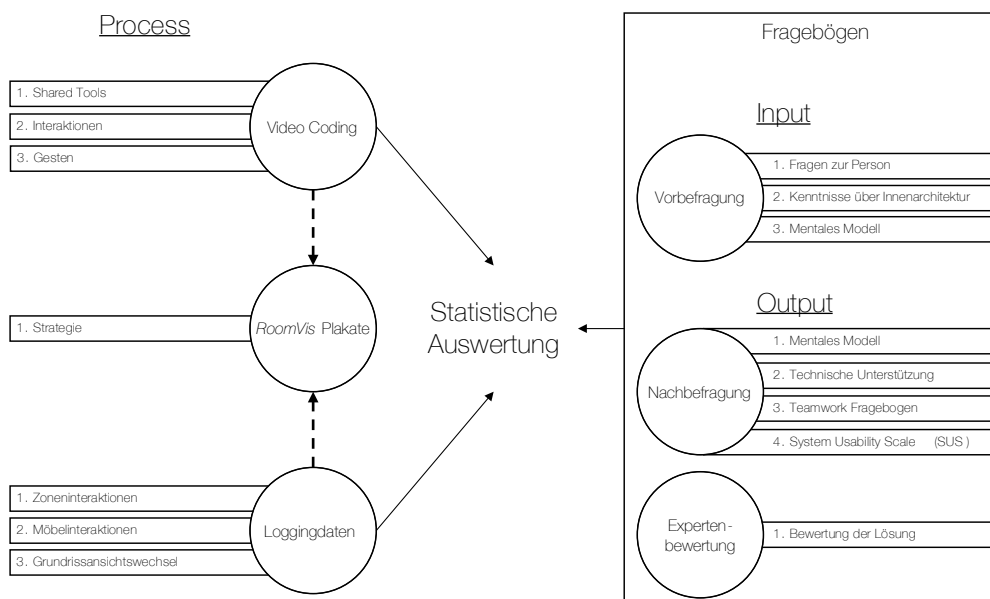 Process
1. Shared Tools
2. Interaktionen
3. Gesten
Video Coding
1. Strategie
RoomVis Plakate
1. Zoneninteraktionen
2. Möbelinteraktionen
3. Grundrissansichtswechsel
Loggingdaten
Statistische
Auswertung
Fragebögen
Input
Vorbefragung
1. Fragen zur Person
2. Kenntnisse über Innenarchitektur
3. Mentales Modell
Output
Nachbefragung
1. Mentales Modell
2. Technische Unterstützung
3. Teamwork Fragebogen
4. System Usability Scale (SUS )
Experten-
bewertung
1. Bewertung der Lösung